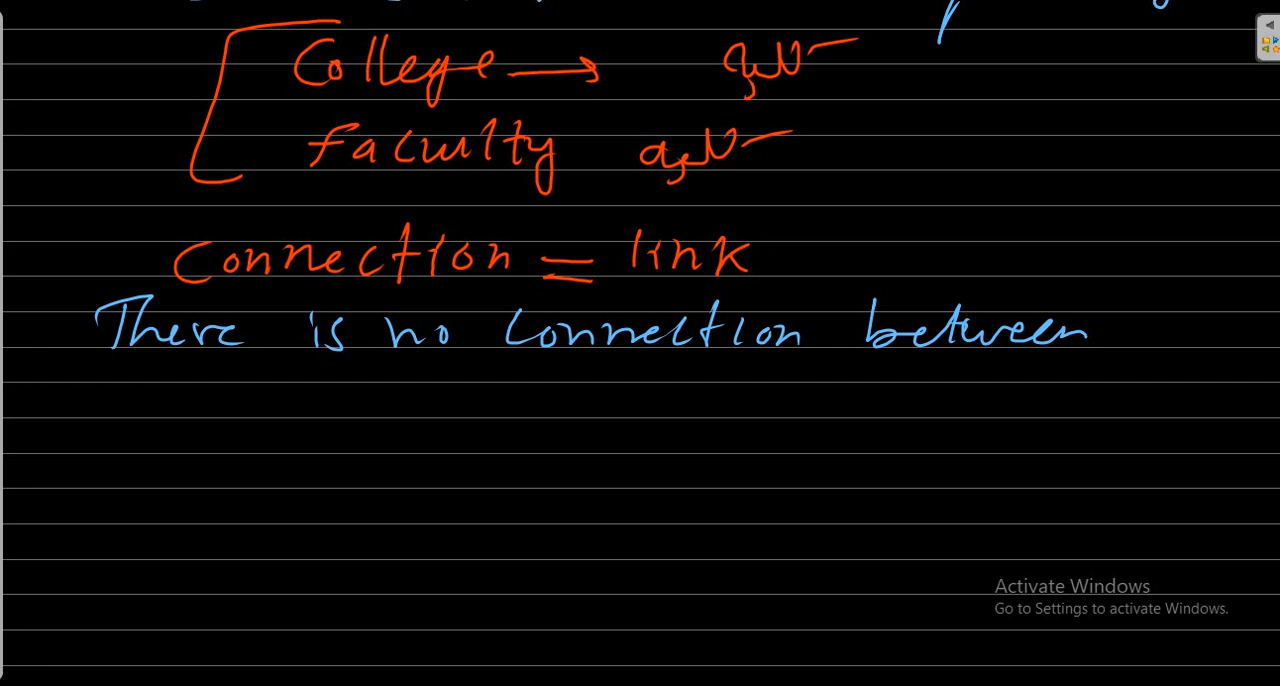 College →
faculty
Connection = link
There is no connection between
Activate Windows
Go to Settings to activate Windows.